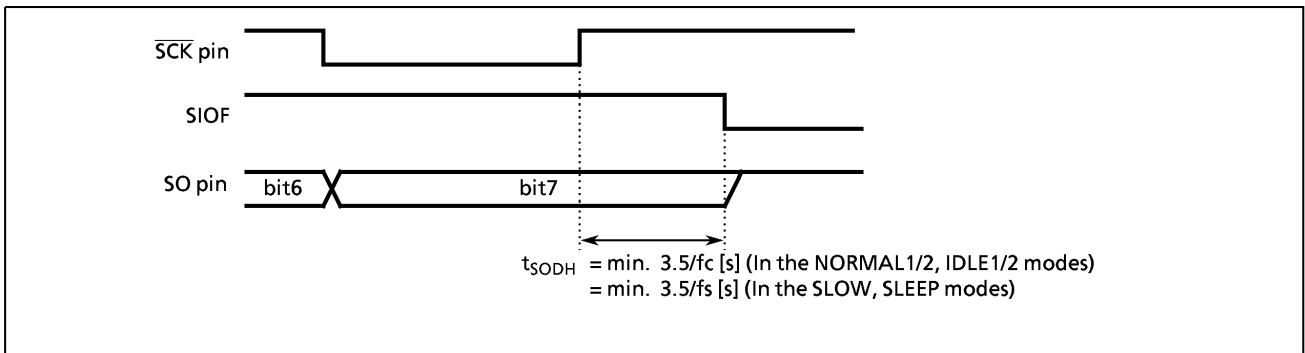 S̅C̅K̅ pin
SIOF
SO pin
bit6
bit7
tSODH = min. 3.5/fc [s] (In the NORMAL1/2, IDLE1/2 modes)
= min. 3.5/fs [s] (In the SLOW, SLEEP modes)